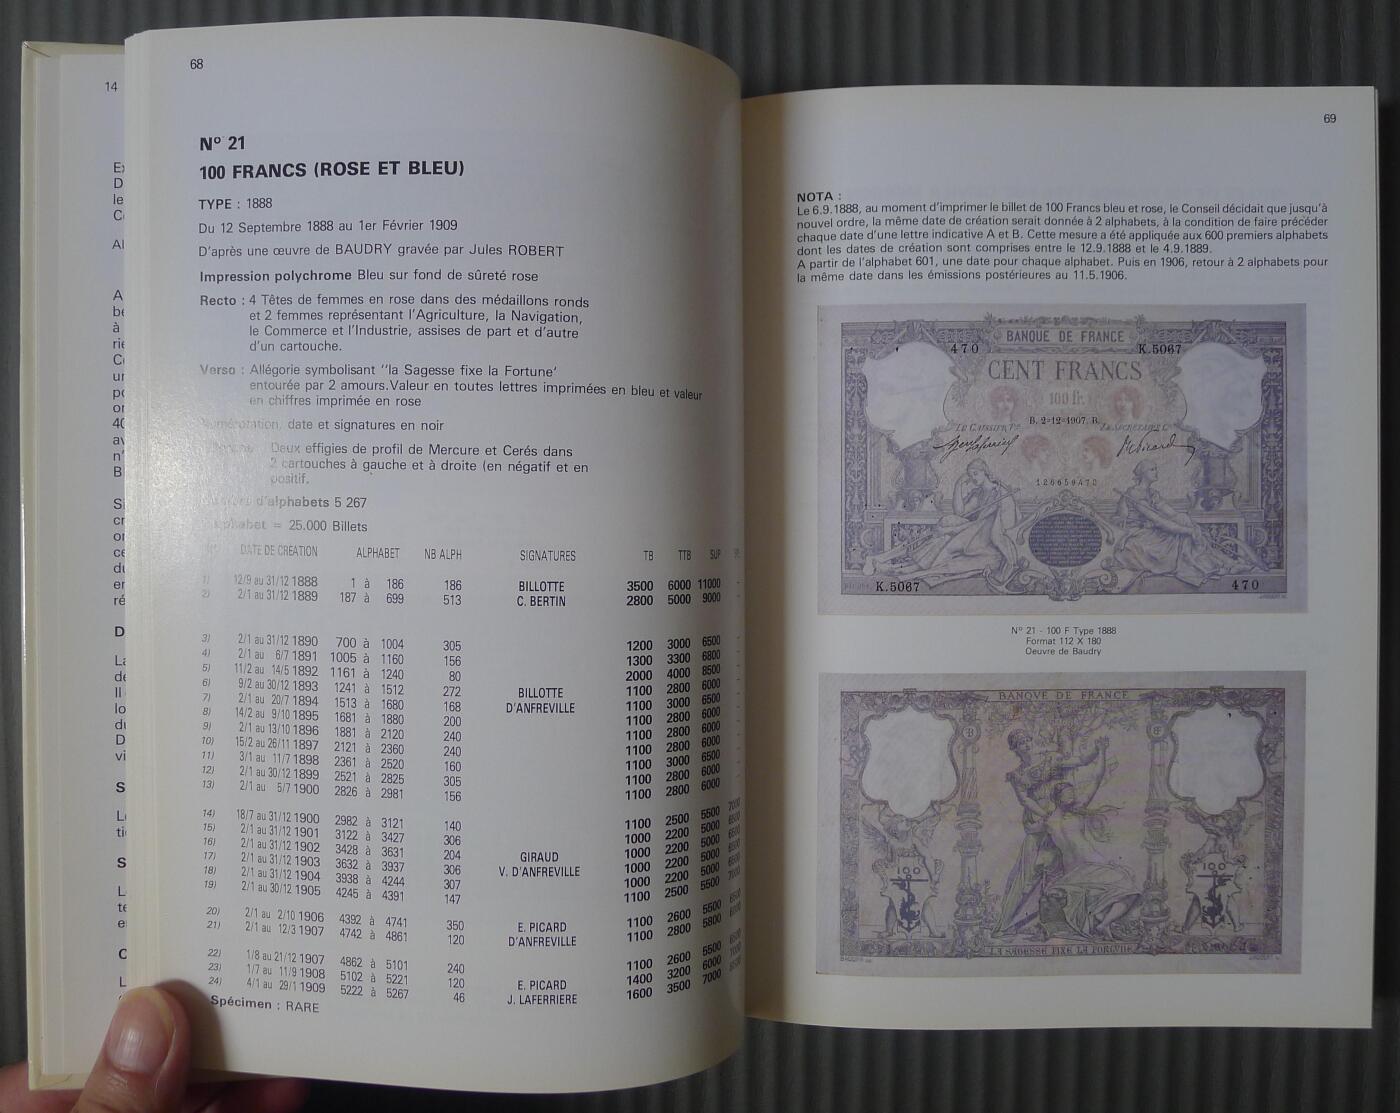 14
Al
68
Nº 21
100 FRANCS (ROSE ET BLEU)
TYPE : 1888
Du 12 Septembre 1888 au 1er Février 1909
D'après une œuvre de BAUDRY gravée par Jules ROBERT
Impression polychrome Bleu sur fond de sûreté rose
Recto : 4 Têtes de femmes en rose dans des médaillons ronds
et 2 femmes représentant l'Agriculture, la Navigation,
le Commerce et l'Industrie, assises de part et d'autre
d'un cartouche.
Verso : Allégorie symbolisant "la Sagesse fixe la Fortune'
entourée par 2 amours.Valeur en toutes lettres imprimées en bleu et valeur
en chiffres imprimée en rose
Numérotation, date et signatures en noir
Deux effigies de profil de Mercure et Cerés dans
2 cartouches à gauche et à droite (en négatif et en
positif.
d'alphabets 5 267
= 25.000 Billets
DATE DE CRÉATION ALPHABET NB ALPH SIGNATURES TB TTB SUP
1) 12/9 au 31/12 1888 1 à 186 186 BILLOTTE 3500 6000 11000 -
2) 2/1 au 31/12 1889 187 à 699 513 C. BERTIN 2800 5000 9000 -
3) 2/1 au 31/12 1890 700 à 1004 305 1200 3000 6500 -
4) 2/1 au 6/7 1891 1005 à 1160 156 1300 3300 6800 -
5) 11/2 au 14/5 1892 1161 à 1240 80 2000 4000 8500 -
6) 9/2 au 30/12 1893 1241 à 1512 272 BILLOTTE 1100 2800 6000 -
7) 2/1 au 20/7 1894 1513 à 1680 168 D'ANFREVILLE 1100 3000 6500 -
8) 14/2 au 9/10 1895 1681 à 1880 200 1100 2800 6000 -
9) 2/1 au 13/10 1896 1881 à 2120 240 1100 2800 6000 -
10) 15/2 au 26/11 1897 2121 à 2360 240 1100 2800 6000 -
11) 3/1 au 11/7 1898 2361 à 2520 160 1100 3000 6500 -
12) 2/1 au 30/12 1899 2521 à 2825 305 1100 2800 6000 -
13) 2/1 au 5/7 1900 2826 à 2981 156 1100 2800 6000 -
14) 18/7 au 31/12 1900 2982 à 3121 140 1100 2500 5500 7000
15) 2/1 au 31/12 1901 3122 à 3427 306 1000 2200 5000 6500
16) 2/1 au 31/12 1902 3428 à 3631 204 GIRAUD 1000 2200 5000 6500
17) 2/1 au 31/12 1903 3632 à 3937 306 V. D'ANFREVILLE 1000 2200 5000 6500
18) 2/1 au 31/12 1904 3938 à 4244 307 1000 2200 5000 6500
19) 2/1 au 30/12 1905 4245 à 4391 147 1100 2500 5500 7000
20) 2/1 au 2/10 1906 4392 à 4741 350 E. PICARD 1100 2600 5500 6500
21) 2/1 au 12/3 1907 4742 à 4861 120 D'ANFREVILLE 1100 2800 5800
22) 1/8 au 21/12 1907 4862 à 5101 240 1100 2600 5500 6500
23) 1/7 au 11/9 1908 5102 à 5221 120 E. PICARD 1400 3200 6000 7000
24) 4/1 au 29/1 1909 5222 à 5267 46 J. LAFERRIERE 1600 3500 7000
Spécimen : RARE
69
NOTA :
Le 6.9.1888, au moment d'imprimer le billet de 100 Francs bleu et rose, le Conseil décidait que jusqu'à
nouvel ordre, la même date de création serait donnée à 2 alphabets, à la condition de faire précéder
chaque date d'une lettre indicative A et B. Cette mesure a été appliquée aux 600 premiers alphabets
dont les dates de création sont comprises entre le 12.9.1888 et le 4.9.1889.
A partir de l'alphabet 601, une date pour chaque alphabet. Puis en 1906, retour à 2 alphabets pour
la même date dans les émissions postérieures au 11.5.1906.
BANQUE DE FRANCE
470 K.5067
CENT FRANCS
100 fr.
B. 2-12-1907. B.
LE CAISSIER Pal LE SECRÉTAIRE Gal
126659470
K.5067 470
Nº 21 - 100 F Type 1888
Format 112 X 180
Oeuvre de Baudry
BANQVE DE FRANCE
100 100
LA SAGESSE FIXE LA FORTVNE